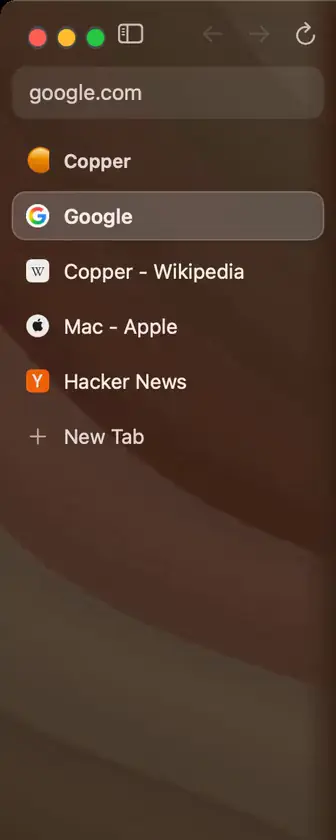 google.com
Copper
Google
Copper - Wikipedia
Mac - Apple
Hacker News
New Tab